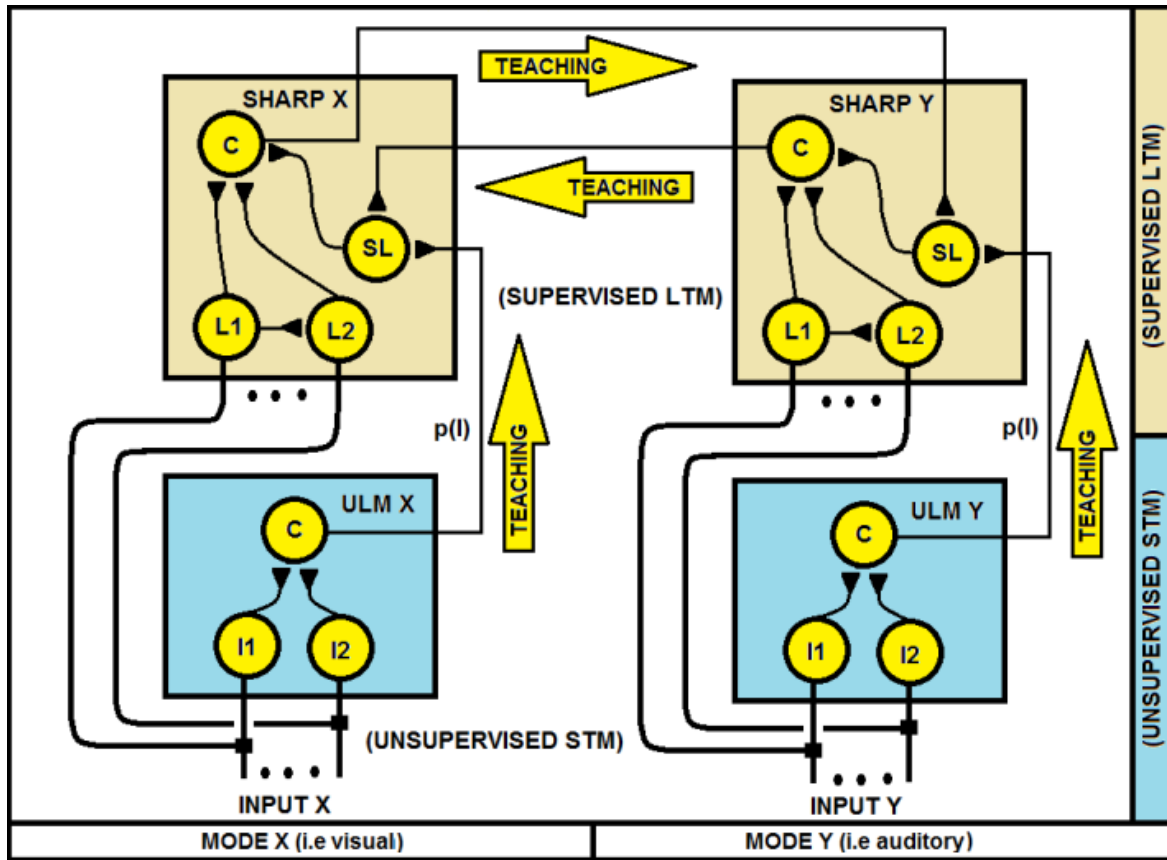 TEACHING
SHARP X
SHARP Y
C
C
TEACHING
SL
SL
(SUPERVISED LTM)
(SUPERVISED LTM)
L1
L2
L1
L2
p(I)
TEACHING
p(I)
TEACHING
ULM X
ULM Y
C
C
I1
I2
I1
I2
(UNSUPERVISED STM)
(UNSUPERVISED STM)
INPUT X
INPUT Y
MODE X (i.e visual)
MODE Y (i.e auditory)